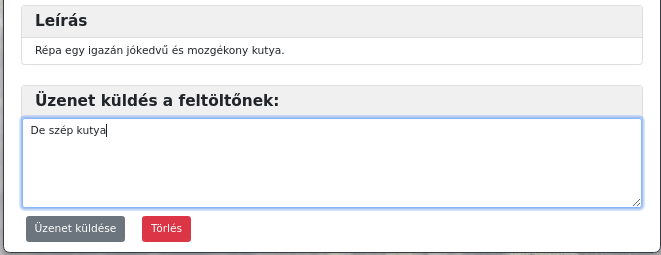 Leírás
Répa egy igazán jókedvű és mozgékony kutya.
Üzenet küldés a feltöltőnek:
De szép kutya
Üzenet küldése
Törlés